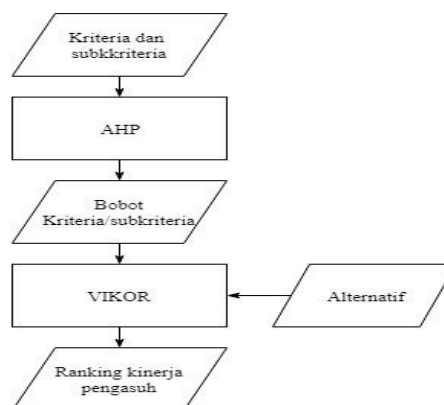 Kriteria dan
subkkriteria
AHP
Bobot
Kriteria/subkriteria
VIKOR
Alternatif
Ranking kinerja
pengasuh